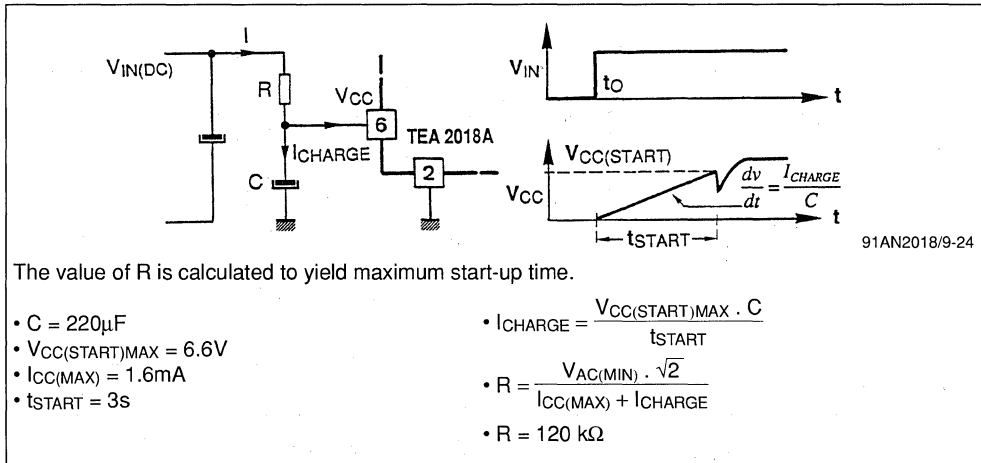 I
V_IN(DC)
R
V_CC
6
TEA 2018A
I_CHARGE
2
C
V_IN
t_O
t
V_CC(START)
V_CC
dv/dt = I_CHARGE/C
t
t_START
91AN2018/9-24
The value of R is calculated to yield maximum start-up time.
• C = 220µF
• V_CC(START)MAX = 6.6V
• I_CC(MAX) = 1.6mA
• t_START = 3s
• I_CHARGE = V_CC(START)MAX . C / t_START
• R = V_AC(MIN) . √2 / I_CC(MAX) + I_CHARGE
• R = 120 kΩ